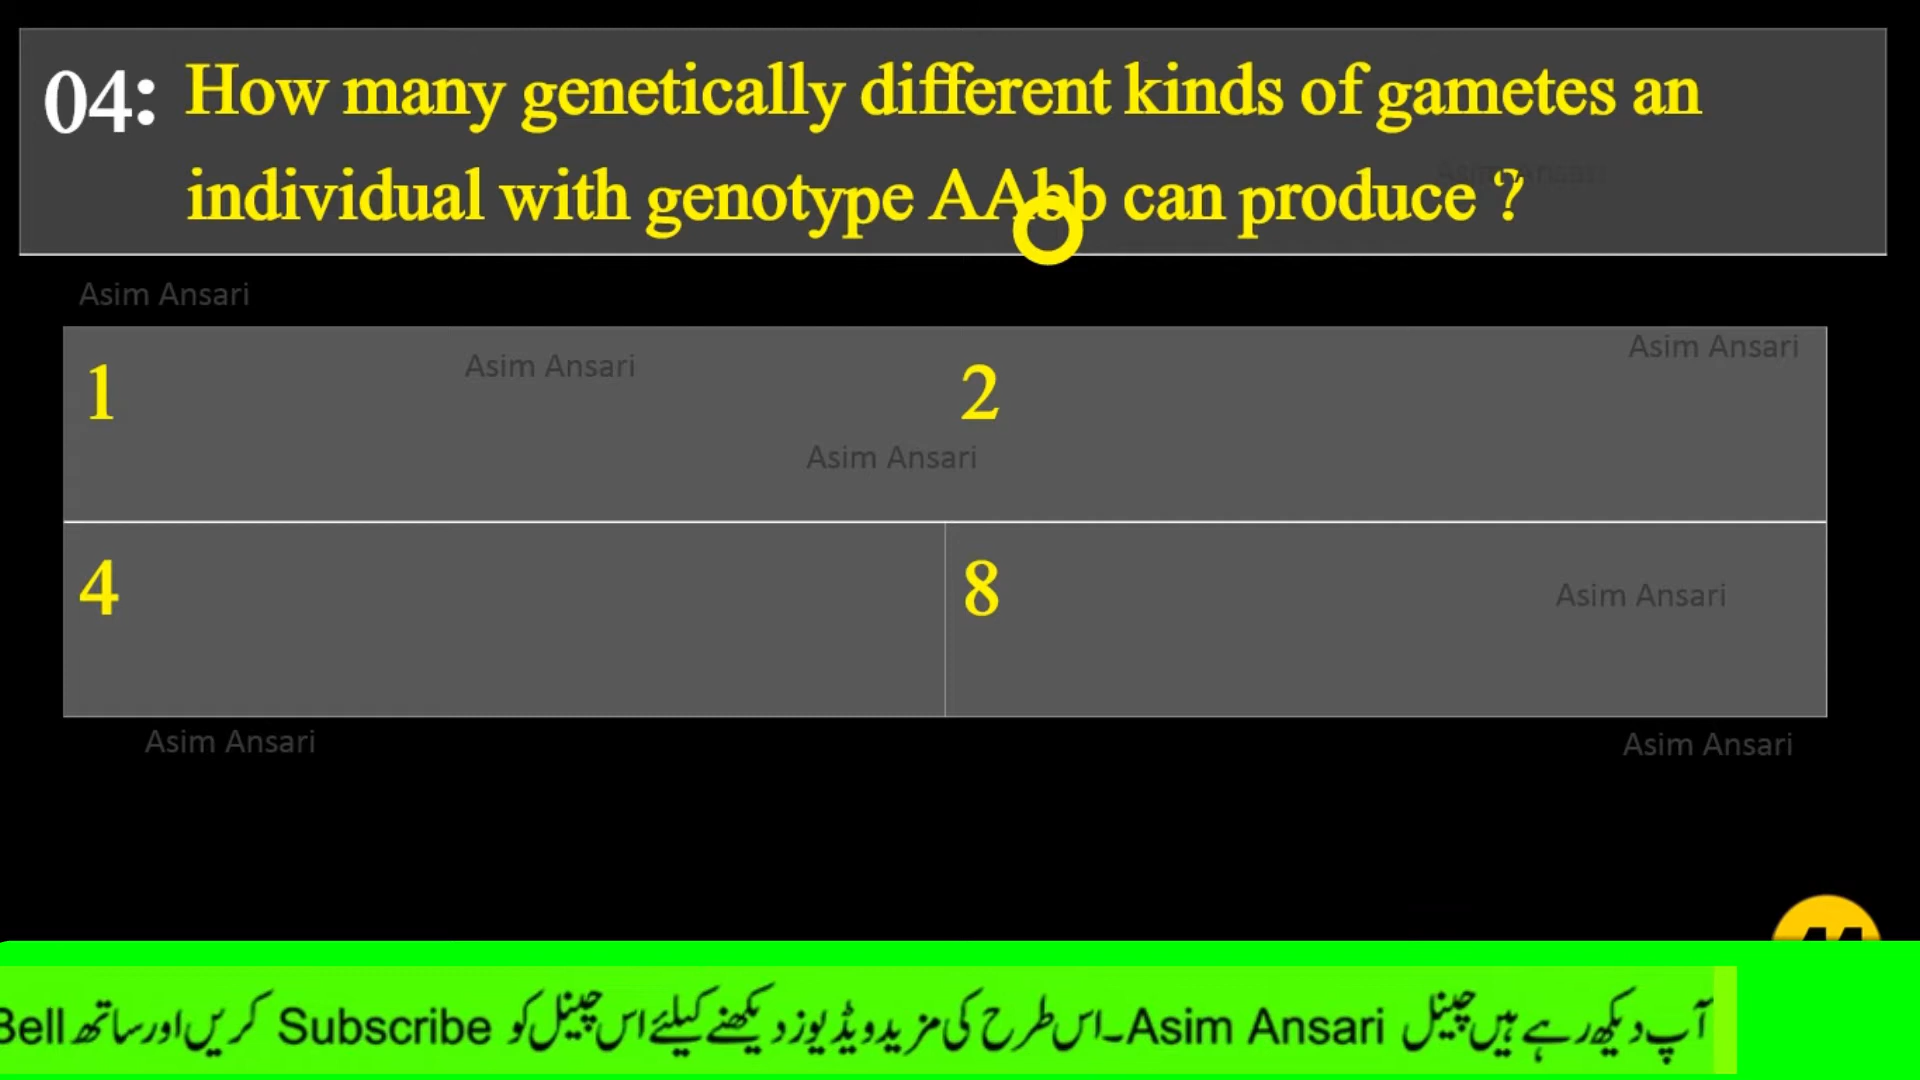 04: How many genetically different kinds of gametes an
individual with genotype AAbb can produce ?
Asim Ansari
Asim Ansari
Asim Ansari
1
Asim Ansari
2
Asim Ansari
4
8
Asim Ansari
Asim Ansari
Asim Ansari
آپ دیکھ رہے ہیں چینل Asim Ansari۔اس طرح کی مزید ویڈیوز دیکھنے کیلئے اس چینل کو Subscribe کریں اور ساتھ Bell